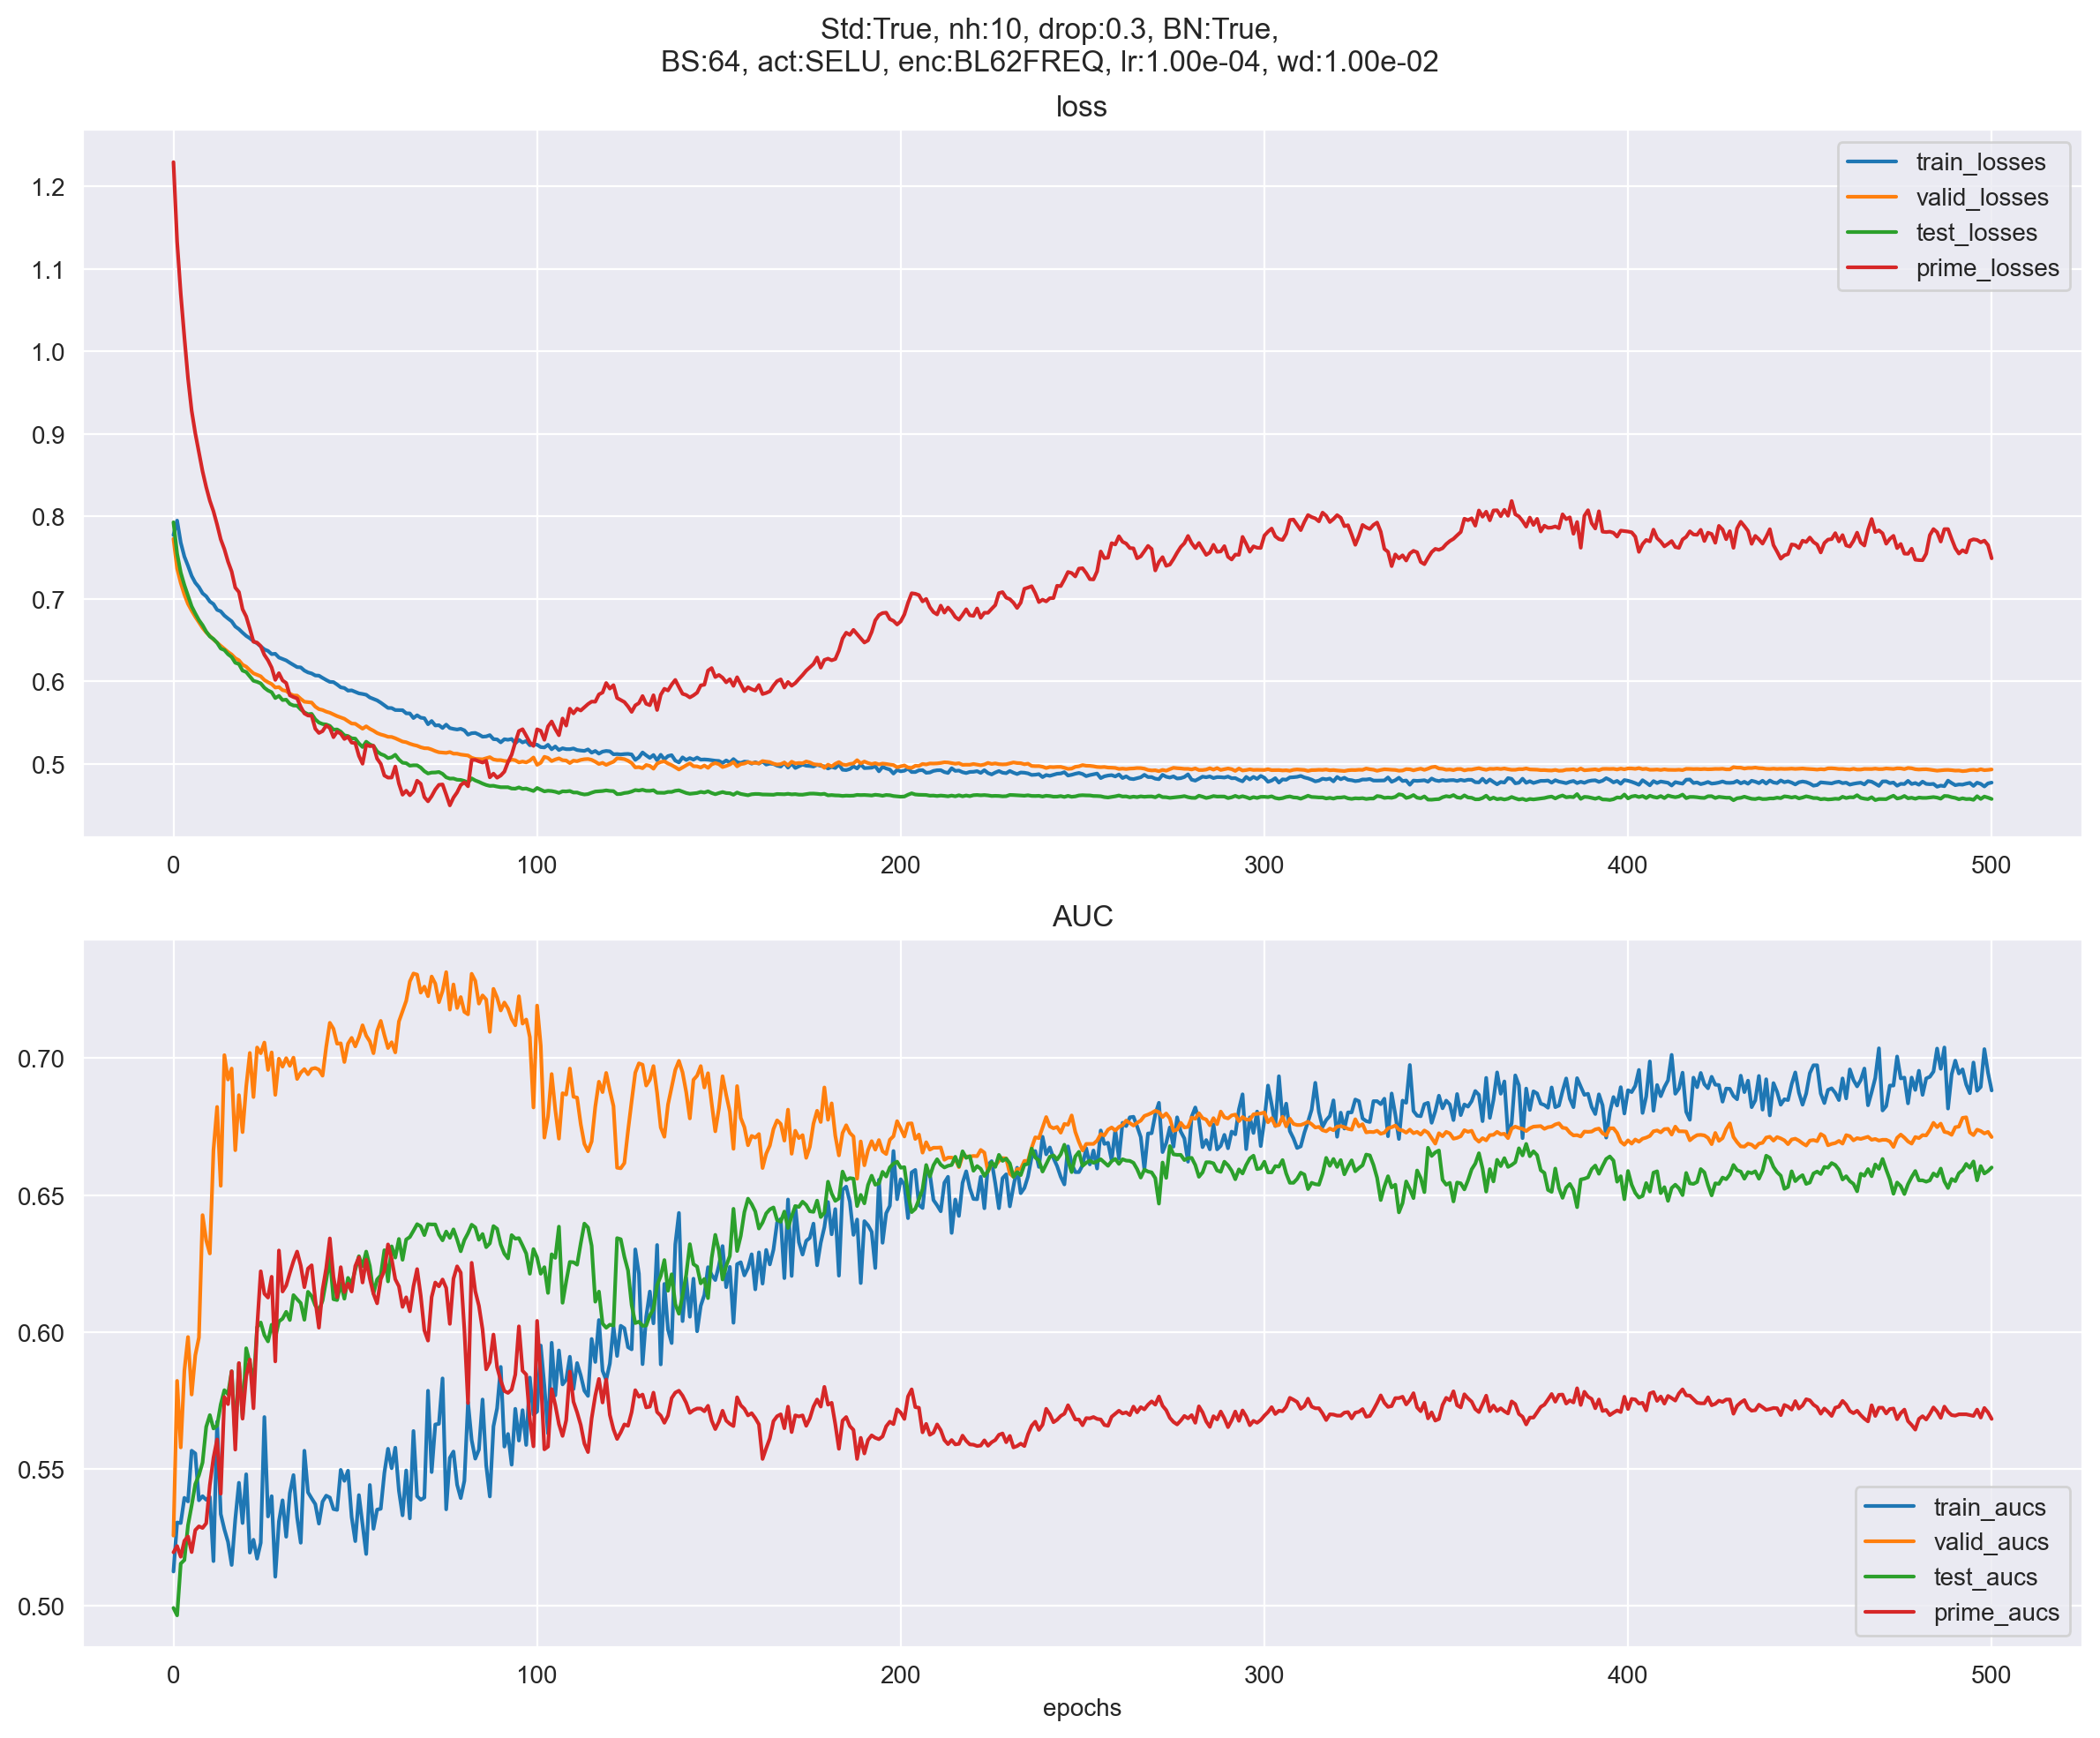 Std:True, nh:10, drop:0.3, BN:True,
BS:64, act:SELU, enc:BL62FREQ, lr:1.00e-04, wd:1.00e-02
loss
train_losses
valid_losses
test_losses
prime_losses
1.2
1.1
1.0
0.9
0.8
0.7
0.6
0.5
0 100 200 300 400 500
AUC
0.70
0.65
0.60
0.55
0.50
train_aucs
valid_aucs
test_aucs
prime_aucs
0 100 200 300 400 500
epochs